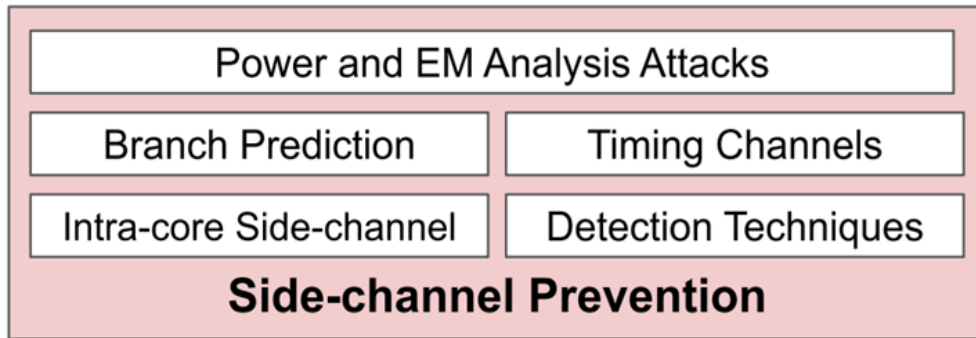 Power and EM Analysis Attacks
Branch Prediction
Timing Channels
Intra-core Side-channel
Detection Techniques
Side-channel Prevention